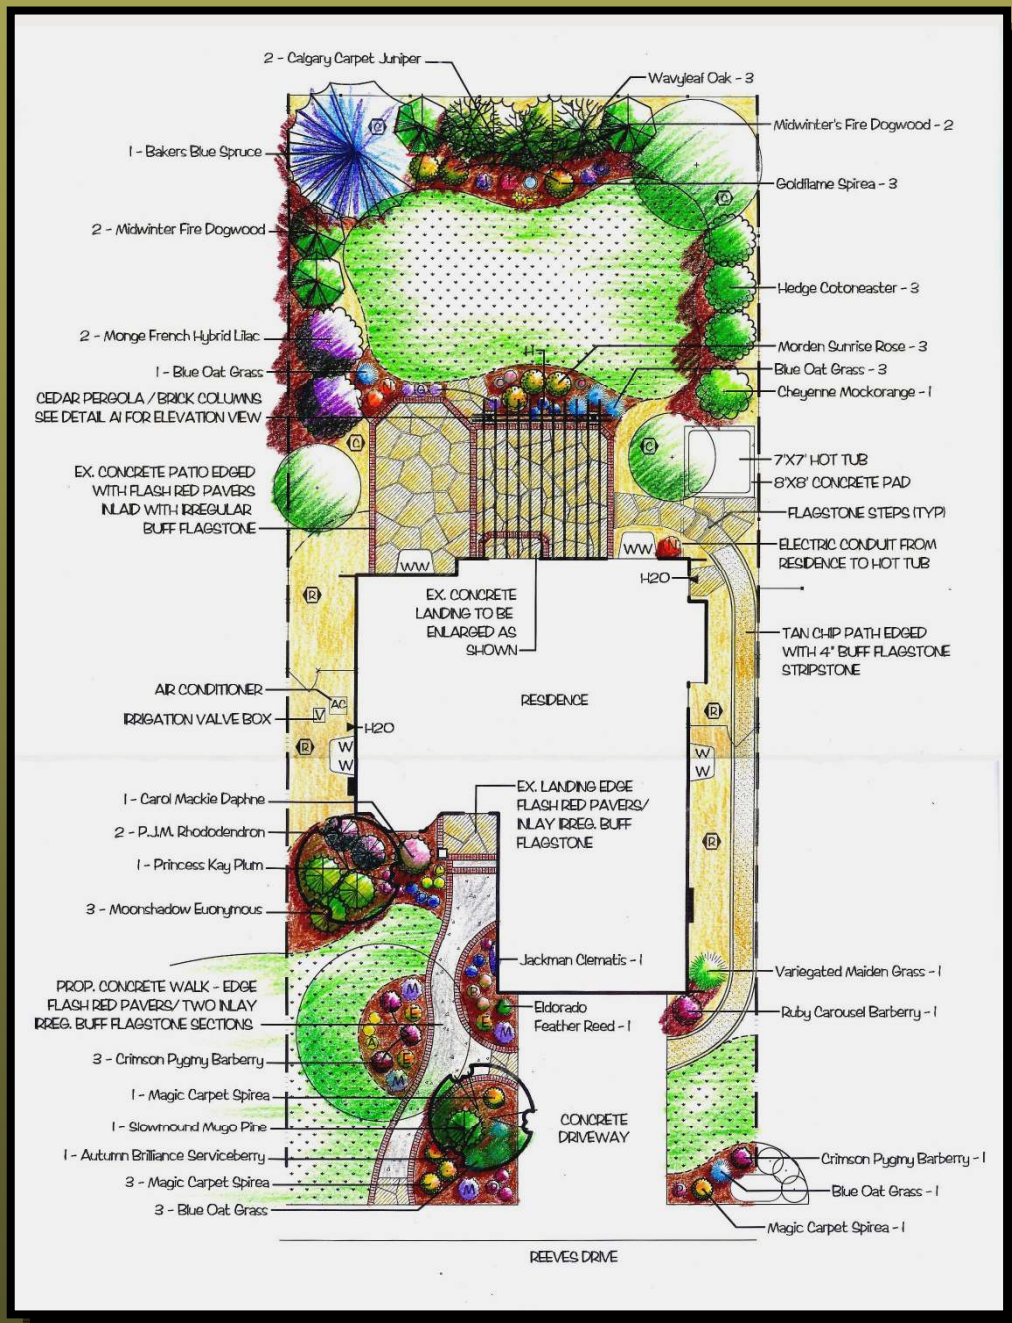 2 - Calgary Carpet Juniper
Wavyleaf Oak - 3
Midwinter's Fire Dogwood - 2
1 - Bakers Blue Spruce
Goldflame Spirea - 3
2 - Midwinter Fire Dogwood
Hedge Cotoneaster - 3
2 - Monge French Hybrid Lilac
Morden Sunrise Rose - 3
1 - Blue Oat Grass
Blue Oat Grass - 3
Cheyenne Mockorange - 1
CEDAR PERGOLA / BRICK COLUMNS
SEE DETAIL A1 FOR ELEVATION VIEW
C
C
C
C
7'X7' HOT TUB
8'X8' CONCRETE PAD
EX. CONCRETE PATIO EDGED
WITH FLASH RED PAVERS
INLAID WITH IRREGULAR
BUFF FLAGSTONE
FLAGSTONE STEPS (TYP)
ELECTRIC CONDUIT FROM
RESIDENCE TO HOT TUB
WW
WW
H2O
EX. CONCRETE
LANDING TO BE
ENLARGED AS
SHOWN
R
TAN CHIP PATH EDGED
WITH 4" BUFF FLAGSTONE
STRIPSTONE
RESIDENCE
AIR CONDITIONER
AC
IRRIGATION VALVE BOX
V
H2O
R
R
W
W
W
W
EX. LANDING EDGE
FLASH RED PAVERS/
INLAY IRREG. BUFF
FLAGSTONE
R
1 - Carol Mackie Daphne
2 - P.J.M. Rhododendron
1 - Princess Kay Plum
3 - Moonshadow Euonymous
Jackman Clematis - 1
Variegated Maiden Grass - 1
PROP. CONCRETE WALK - EDGE
FLASH RED PAVERS/ TWO INLAY
IRREG. BUFF FLAGSTONE SECTIONS
Eldorado
Feather Reed - 1
Ruby Carousel Barberry - 1
M
E
A
E
M
E
M
3 - Crimson Pygmy Barberry
1 - Magic Carpet Spirea
1 - Slowmound Mugo Pine
CONCRETE
DRIVEWAY
1 - Autumn Brilliance Serviceberry
3 - Magic Carpet Spirea
3 - Blue Oat Grass
M
Crimson Pygmy Barberry - 1
Blue Oat Grass - 1
Magic Carpet Spirea - 1
REEVES DRIVE